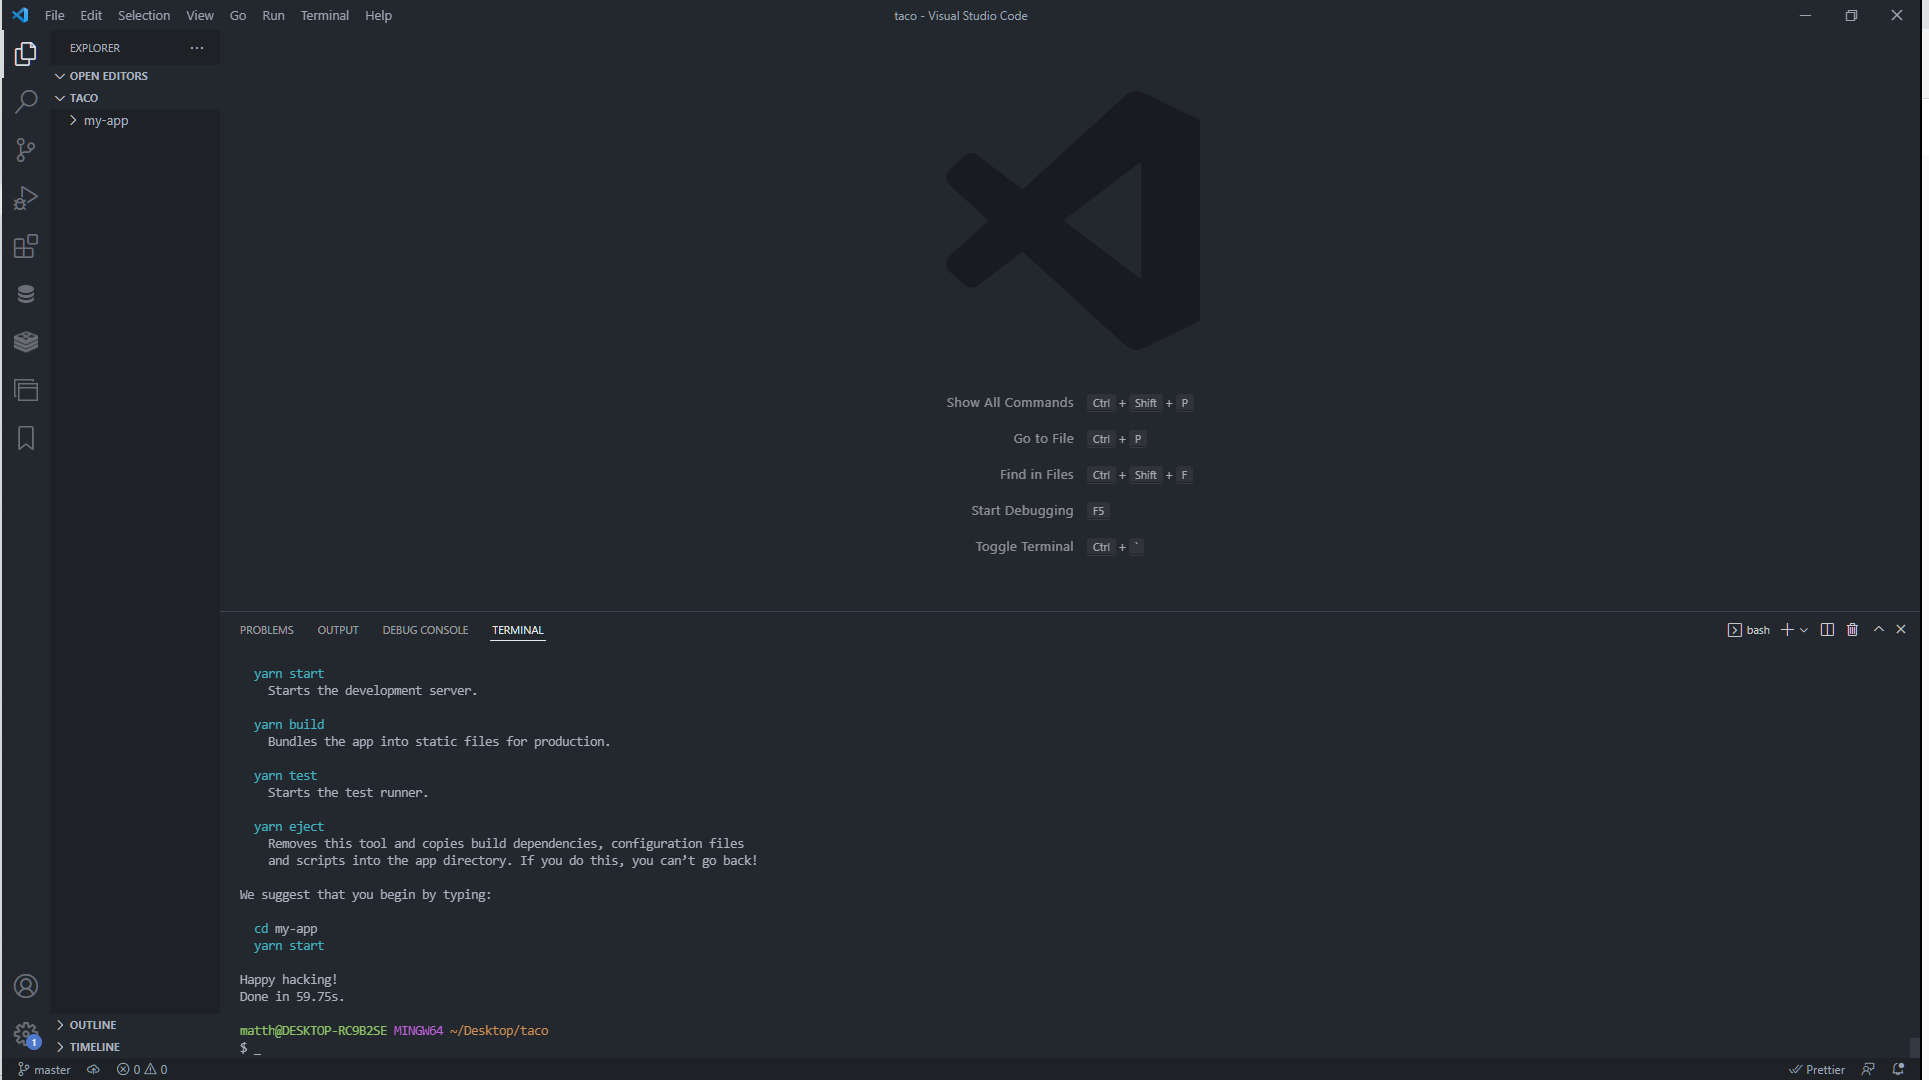 File Edit Selection View Go Run Terminal Help
taco - Visual Studio Code
EXPLORER
OPEN EDITORS
TACO
my-app
Show All Commands Ctrl + Shift + P
Go to File Ctrl + P
Find in Files Ctrl + Shift + F
Start Debugging F5
Toggle Terminal Ctrl + `
PROBLEMS OUTPUT DEBUG CONSOLE TERMINAL
bash
yarn start
Starts the development server.
yarn build
Bundles the app into static files for production.
yarn test
Starts the test runner.
yarn eject
Removes this tool and copies build dependencies, configuration files
and scripts into the app directory. If you do this, you can’t go back!
We suggest that you begin by typing:
cd my-app
yarn start
Happy hacking!
Done in 59.75s.
matth@DESKTOP-RC9B2SE MINGW64 ~/Desktop/taco
$ _
OUTLINE
TIMELINE
1
master 0 0
Prettier